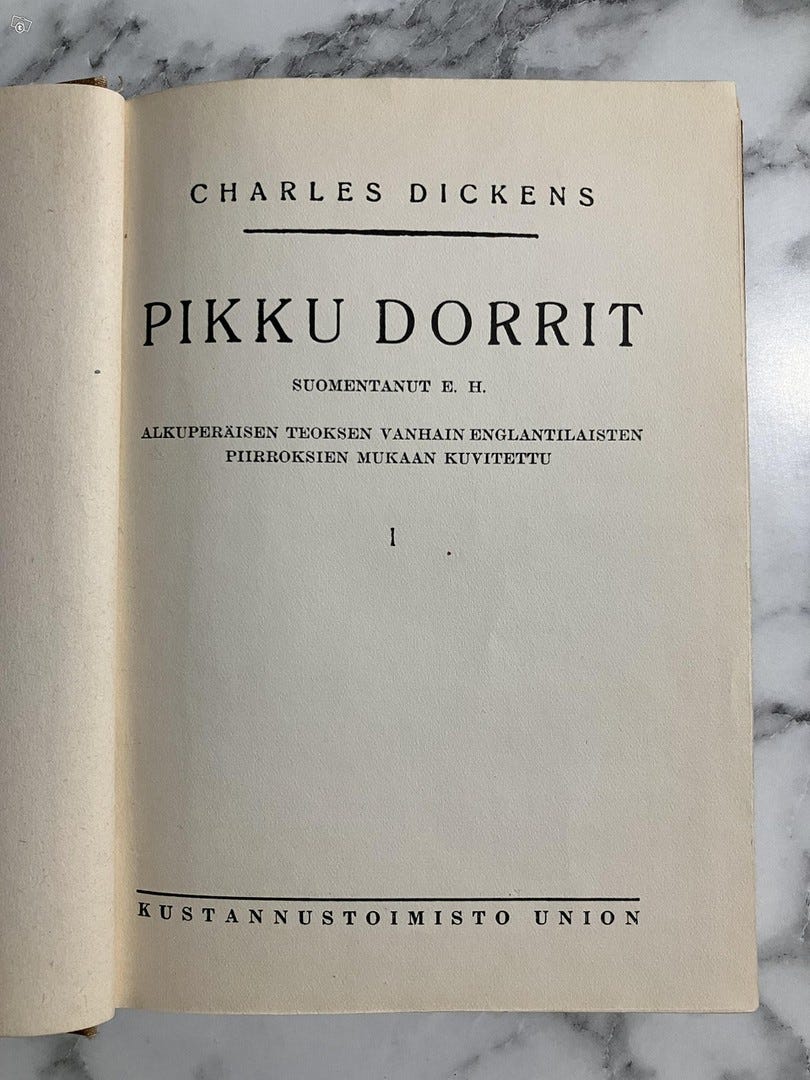 CHARLES DICKENS
PIKKU DORRIT
SUOMENTANUT E. H.
ALKUPERÄISEN TEOKSEN VANHAIN ENGLANTILAISTEN
PIIRROKSIEN MUKAAN KUVITETTU
I
KUSTANNUSTOIMISTO UNION